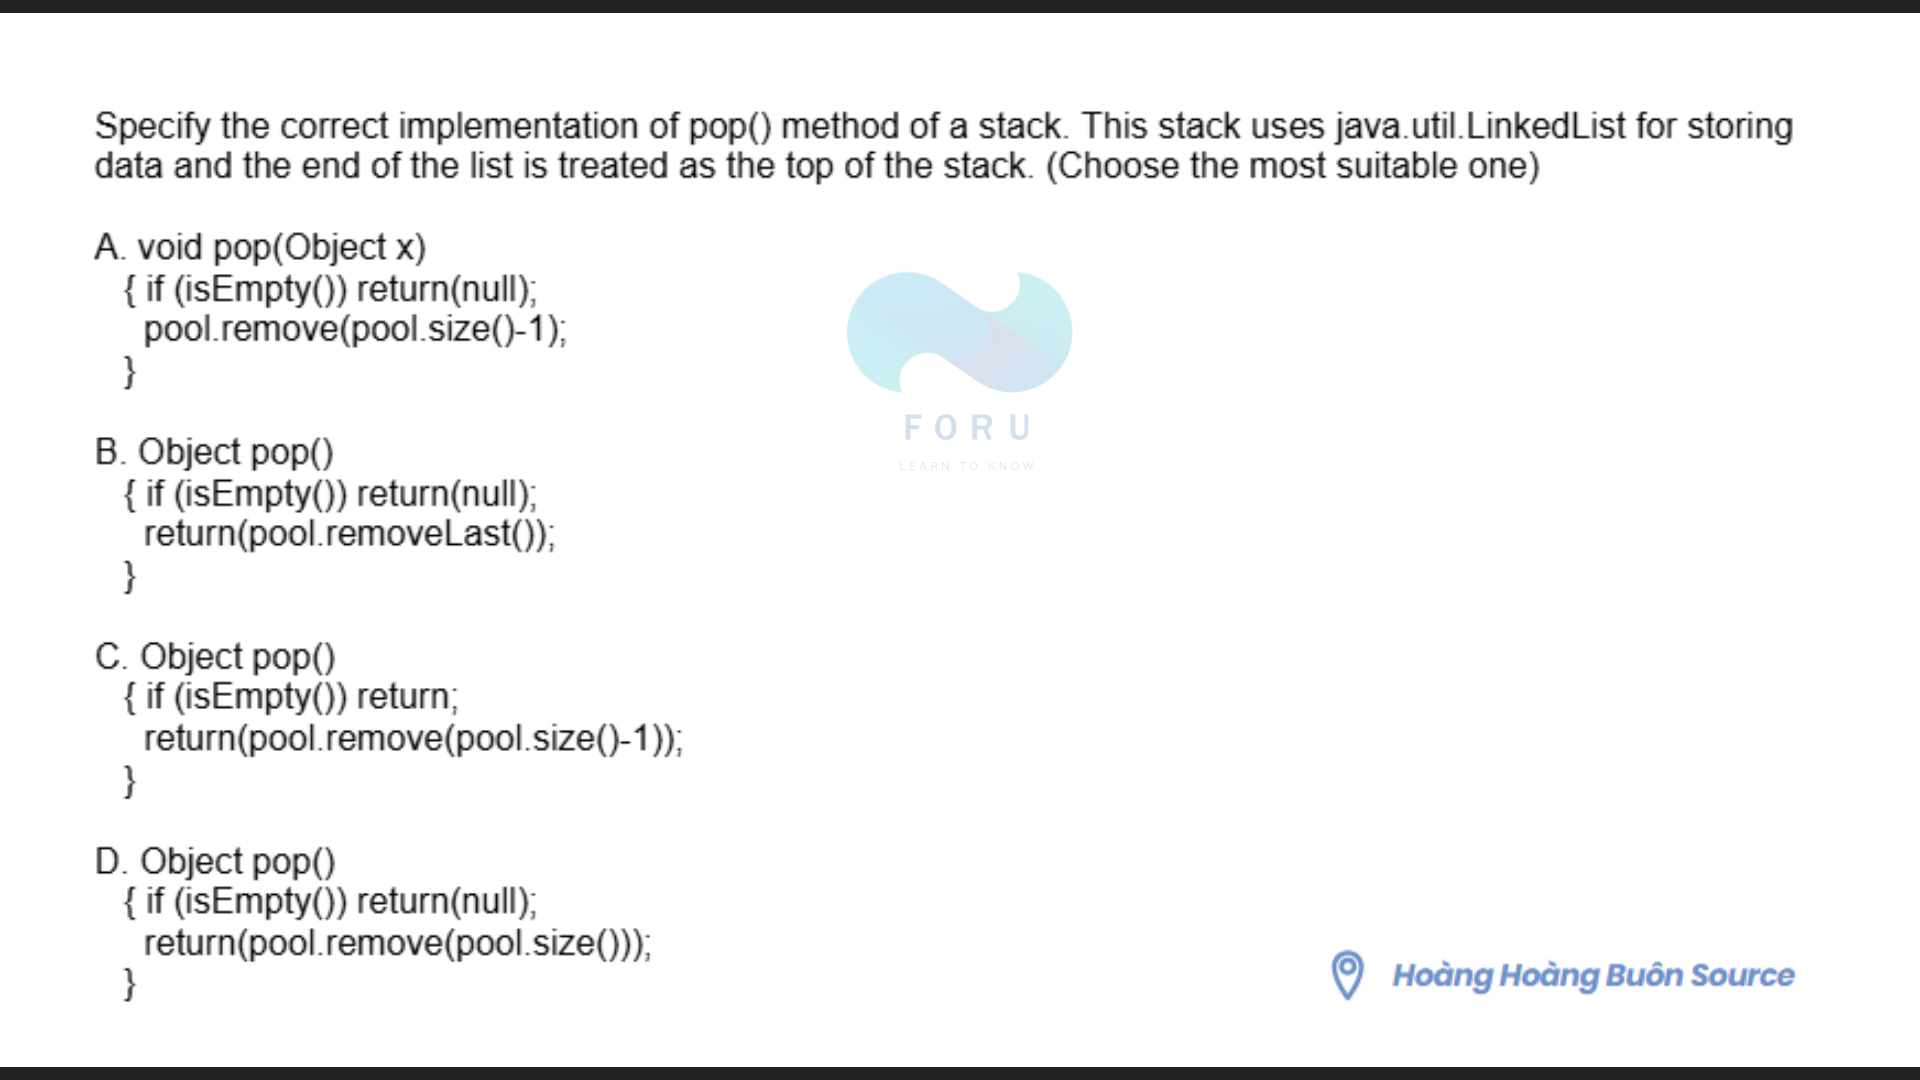 Specify the correct implementation of pop() method of a stack. This stack uses java.util.LinkedList for storing
data and the end of the list is treated as the top of the stack. (Choose the most suitable one)
A. void pop(Object x)
{ if (isEmpty()) return(null);
pool.remove(pool.size()-1);
}
B. Object pop()
{ if (isEmpty()) return(null);
return(pool.removeLast());
}
C. Object pop()
{ if (isEmpty()) return;
return(pool.remove(pool.size()-1));
}
D. Object pop()
{ if (isEmpty()) return(null);
return(pool.remove(pool.size()));
}
FORU
LEARN TO KNOW
Hoàng Hoàng Buôn Source